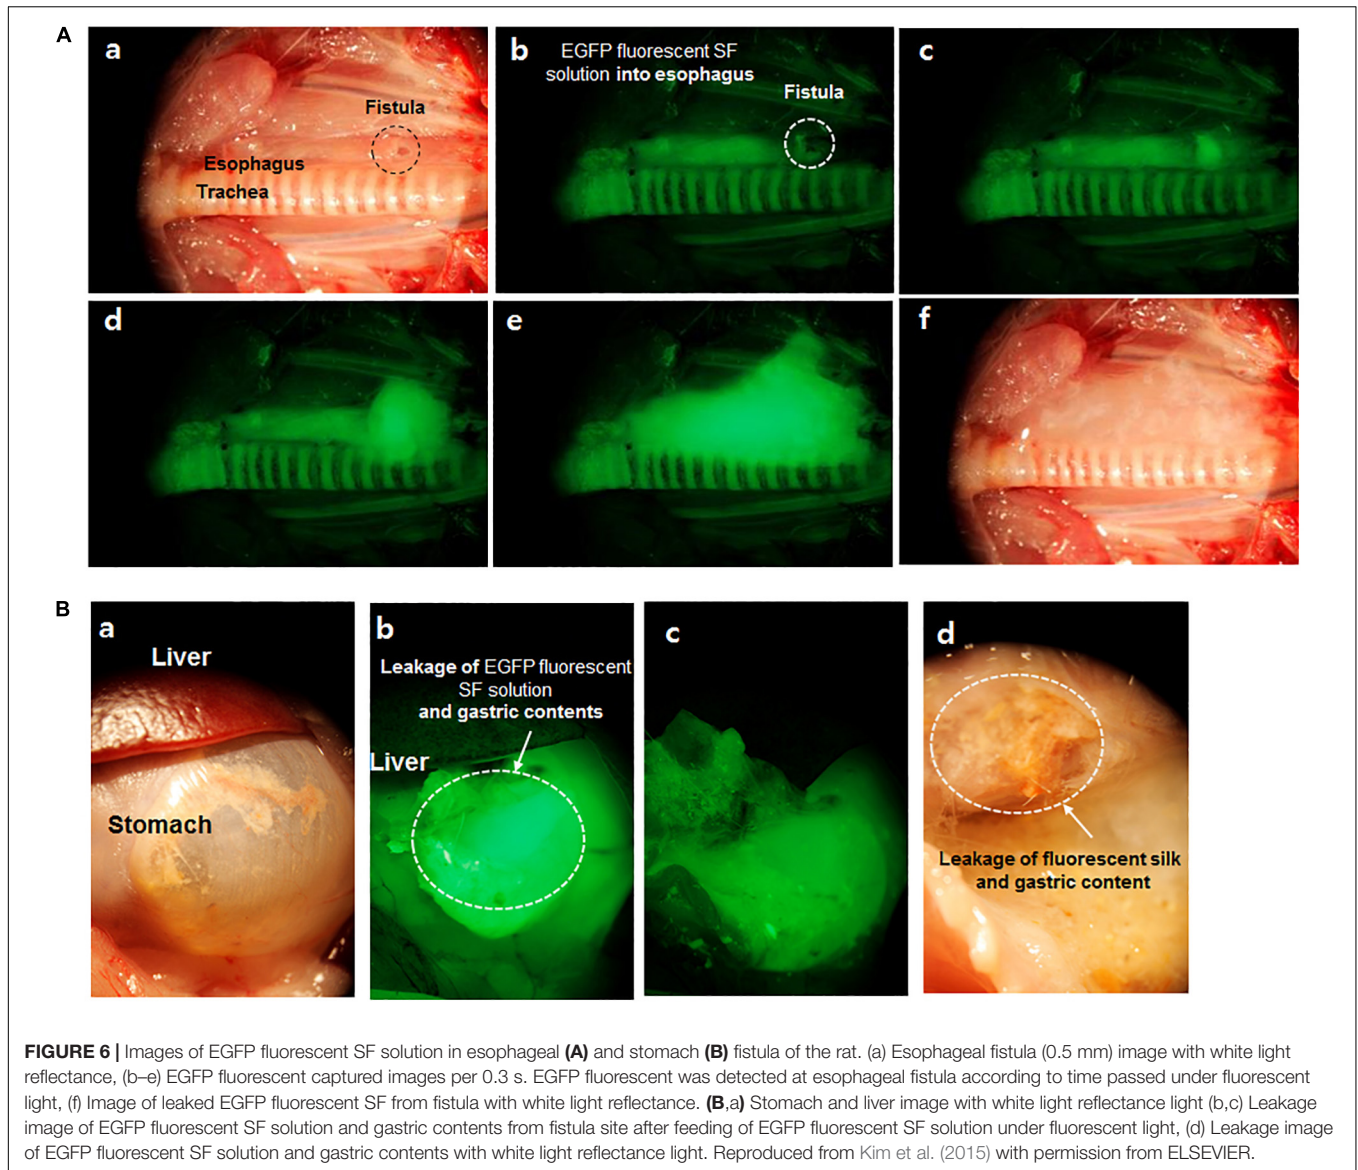 A
a
Fistula
Esophagus
Trachea
b
EGFP fluorescent SF
solution into esophagus
Fistula
c
d
e
f
B
a
Liver
Stomach
b
Leakage of EGFP fluorescent
SF solution
and gastric contents
Liver
c
d
Leakage of fluorescent silk
and gastric content
FIGURE 6 | Images of EGFP fluorescent SF solution in esophageal (A) and stomach (B) fistula of the rat. (a) Esophageal fistula (0.5 mm) image with white light
reflectance, (b–e) EGFP fluorescent captured images per 0.3 s. EGFP fluorescent was detected at esophageal fistula according to time passed under fluorescent
light, (f) Image of leaked EGFP fluorescent SF from fistula with white light reflectance. (B,a) Stomach and liver image with white light reflectance light (b,c) Leakage
image of EGFP fluorescent SF solution and gastric contents from fistula site after feeding of EGFP fluorescent SF solution under fluorescent light, (d) Leakage image
of EGFP fluorescent SF solution and gastric contents with white light reflectance light. Reproduced from Kim et al. (2015) with permission from ELSEVIER.